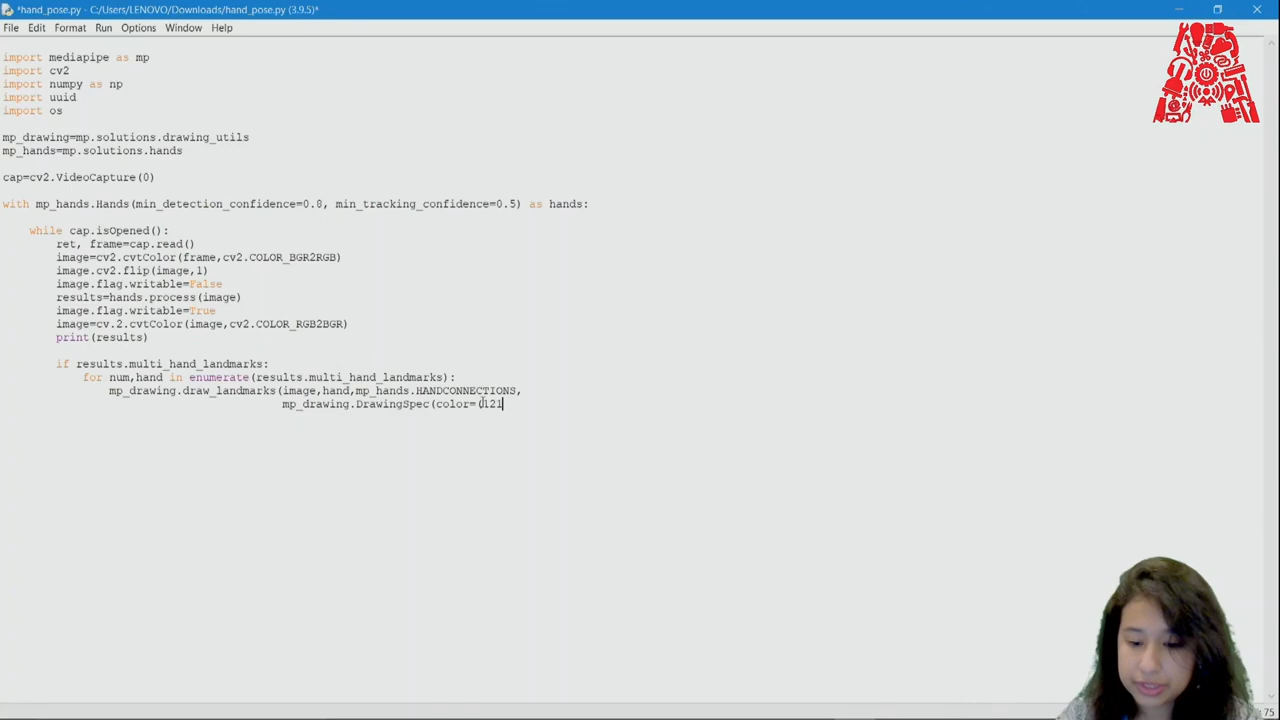 *hand_pose.py - C:/Users/LENOVO/Downloads/hand_pose.py (3.9.5)*
File Edit Format Run Options Window Help
import mediapipe as mp
import cv2
import numpy as np
import uuid
import os
mp_drawing=mp.solutions.drawing_utils
mp_hands=mp.solutions.hands
cap=cv2.VideoCapture(0)
with mp_hands.Hands(min_detection_confidence=0.8, min_tracking_confidence=0.5) as hands:
while cap.isOpened():
ret, frame=cap.read()
image=cv2.cvtColor(frame,cv2.COLOR_BGR2RGB)
image.cv2.flip(image,1)
image.flag.writable=False
results=hands.process(image)
image.flag.writable=True
image=cv.2.cvtColor(image,cv2.COLOR_RGB2BGR)
print(results)
if results.multi_hand_landmarks:
for num,hand in enumerate(results.multi_hand_landmarks):
mp_drawing.draw_landmarks(image,hand,mp_hands.HANDCONNECTIONS,
mp_drawing.DrawingSpec(color=(121
75